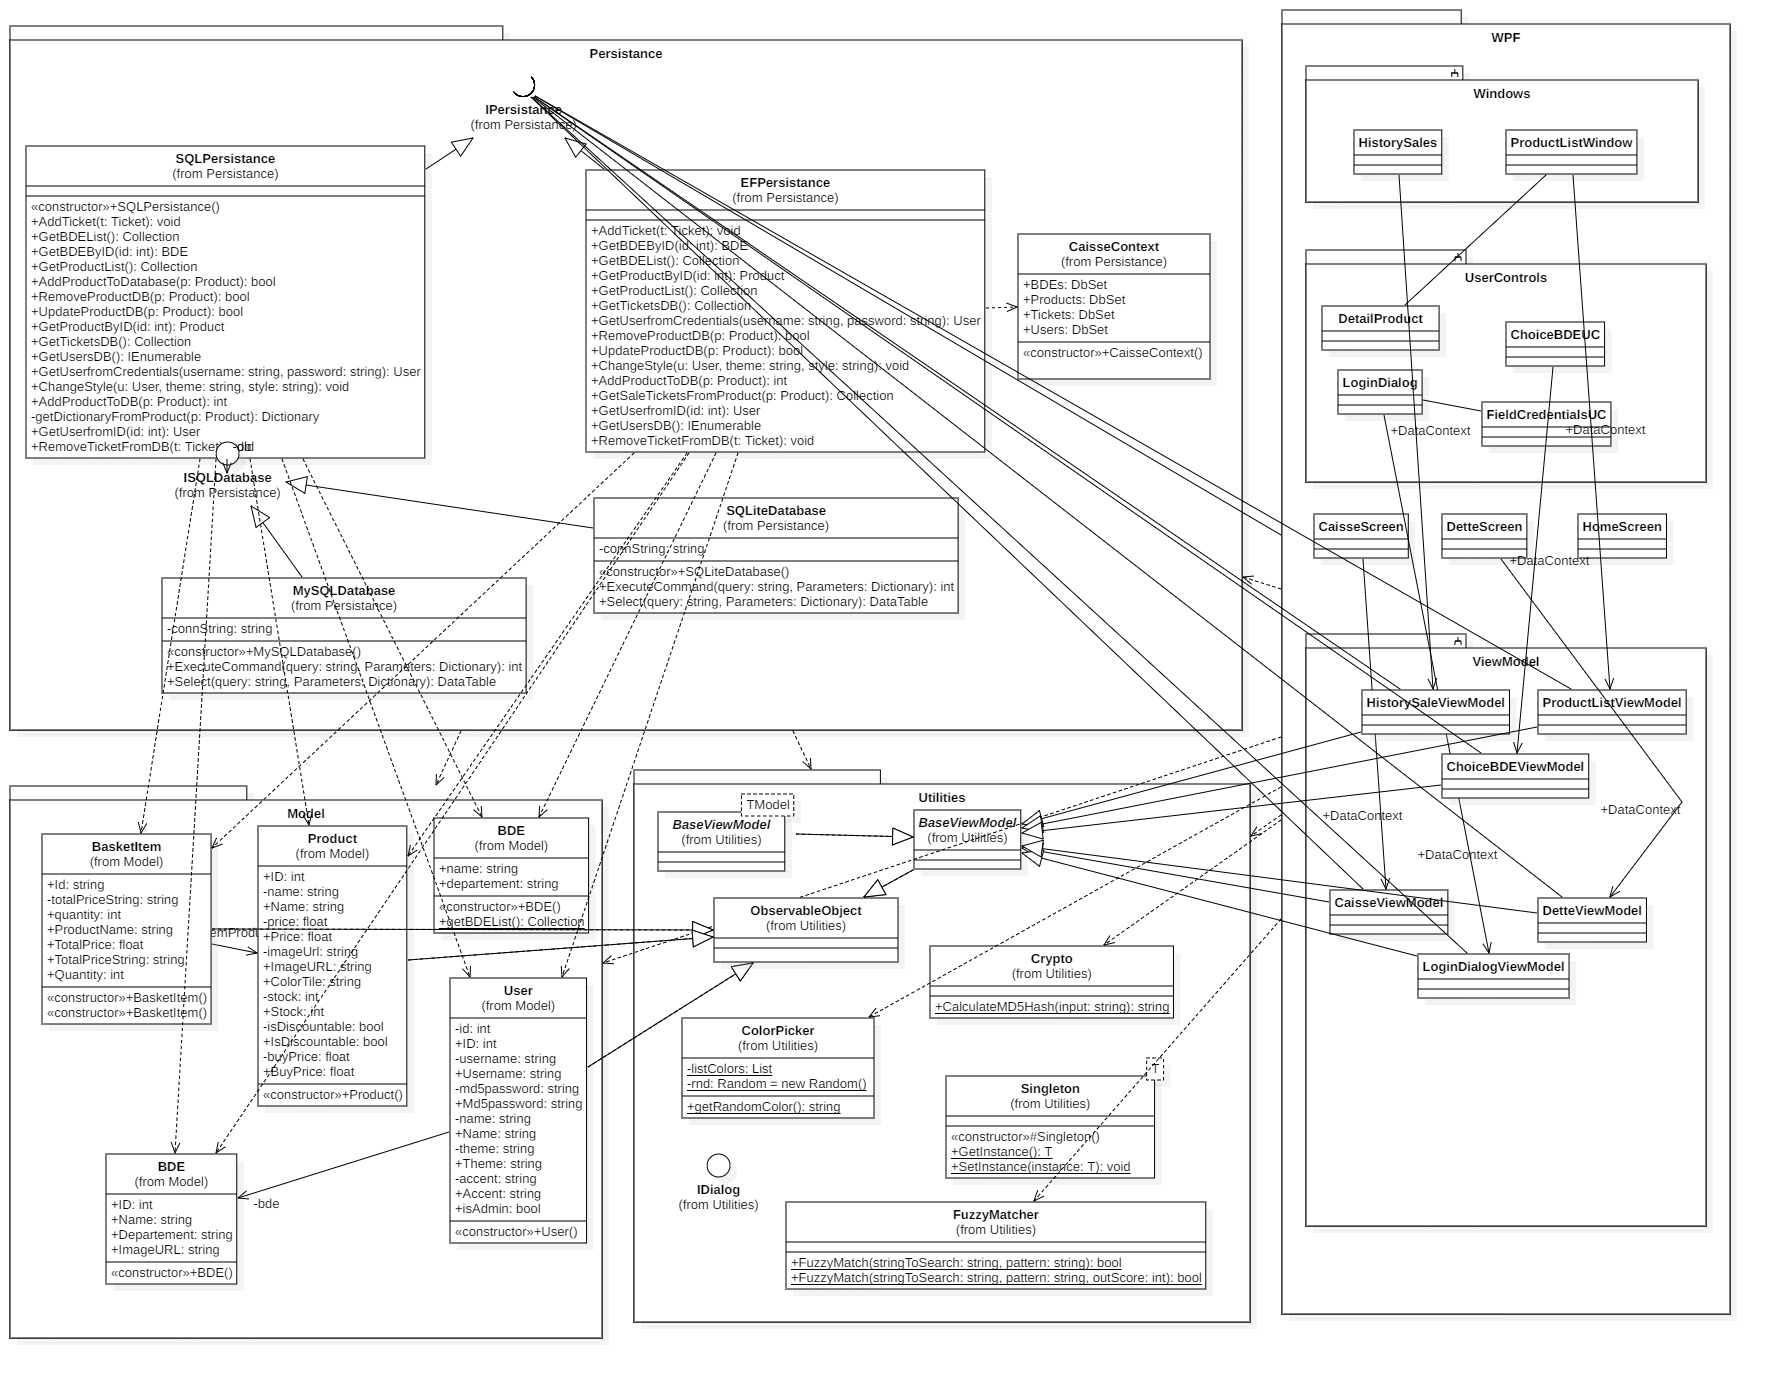 Persistance
IPersistance
(from Persistance)
SQLPersistance
(from Persistance)
«constructor»+SQLPersistance()
+AddTicket(t: Ticket): void
+GetBDEList(): Collection
+GetBDEByID(id: int): BDE
+GetProductList(): Collection
+AddProductToDatabase(p: Product): bool
+RemoveProductDB(p: Product): bool
+UpdateProductDB(p: Product): bool
+GetProductByID(id: int): Product
+GetTicketsDB(): Collection
+GetUsersDB(): IEnumerable
+GetUserfromCredentials(username: string, password: string): User
+ChangeStyle(u: User, theme: string, style: string): void
+AddProductToDB(p: Product): int
-getDictionaryFromProduct(p: Product): Dictionary
+GetUserfromID(id: int): User
+RemoveTicketFromDB(t: Ticket
ISQLDatabase
(from Persistance)
EFPersistance
(from Persistance)
+AddTicket(t: Ticket): void
+GetBDEByID(id: int): BDE
+GetBDEList(): Collection
+GetProductByID(id: int): Product
+GetProductList(): Collection
+GetTicketsDB(): Collection
+GetUserfromCredentials(username: string, password: string): User
+RemoveProductDB(p: Product): bool
+UpdateProductDB(p: Product): bool
+ChangeStyle(u: User, theme: string, style: string): void
+AddProductToDB(p: Product): int
+GetSaleTicketsFromProduct(p: Product): Collection
+GetUserfromID(id: int): User
+GetUsersDB(): IEnumerable
+RemoveTicketFromDB(t: Ticket): void
CaisseContext
(from Persistance)
+BDEs: DbSet
+Products: DbSet
+Tickets: DbSet
+Users: DbSet
«constructor»+CaisseContext()
SQLiteDatabase
(from Persistance)
-connString: string
«constructor»+SQLiteDatabase()
+ExecuteCommand(query: string, Parameters: Dictionary): int
+Select(query: string, Parameters: Dictionary): DataTable
MySQLDatabase
(from Persistance)
-connString: string
«constructor»+MySQLDatabase()
+ExecuteCommand(query: string, Parameters: Dictionary): int
+Select(query: string, Parameters: Dictionary): DataTable
Model
BasketItem
(from Model)
+Id: string
-totalPriceString: string
+quantity: int
+ProductName: string
+TotalPrice: float
+TotalPriceString: string
+Quantity: int
«constructor»+BasketItem()
«constructor»+BasketItem()
Product
(from Model)
+ID: int
-name: string
+Name: string
-price: float
+Price: float
-imageUrl: string
+ImageURL: string
+ColorTile: string
-stock: int
+Stock: int
-isDiscountable: bool
+IsDiscountable: bool
-buyPrice: float
+BuyPrice: float
«constructor»+Product()
BDE
(from Model)
+name: string
+departement: string
«constructor»+BDE()
+getBDEList(): Collection
User
(from Model)
-id: int
+ID: int
-username: string
+Username: string
-md5password: string
+Md5password: string
-name: string
+Name: string
-theme: string
+Theme: string
-accent: string
+Accent: string
+isAdmin: bool
«constructor»+User()
BDE
(from Model)
+ID: int
+Name: string
+Departement: string
+ImageURL: string
«constructor»+BDE()
-bde
Utilities
TModel
BaseViewModel
(from Utilities)
BaseViewModel
(from Utilities)
ObservableObject
(from Utilities)
Crypto
(from Utilities)
+CalculateMD5Hash(input: string): string
ColorPicker
(from Utilities)
-listColors: List
-rnd: Random = new Random()
+getRandomColor(): string
T
Singleton
(from Utilities)
«constructor»#Singleton()
+GetInstance(): T
+SetInstance(instance: T): void
IDialog
(from Utilities)
FuzzyMatcher
(from Utilities)
+FuzzyMatch(stringToSearch: string, pattern: string): bool
+FuzzyMatch(stringToSearch: string, pattern: string, outScore: int): bool
WPF
Windows
HistorySales
ProductListWindow
UserControls
DetailProduct
ChoiceBDEUC
LoginDialog
FieldCredentialsUC
+DataContext
+DataContext
CaisseScreen
DetteScreen
HomeScreen
+DataContext
ViewModel
HistorySaleViewModel
ProductListViewModel
ChoiceBDEViewModel
+DataContext
+DataContext
+DataContext
CaisseViewModel
DetteViewModel
LoginDialogViewModel